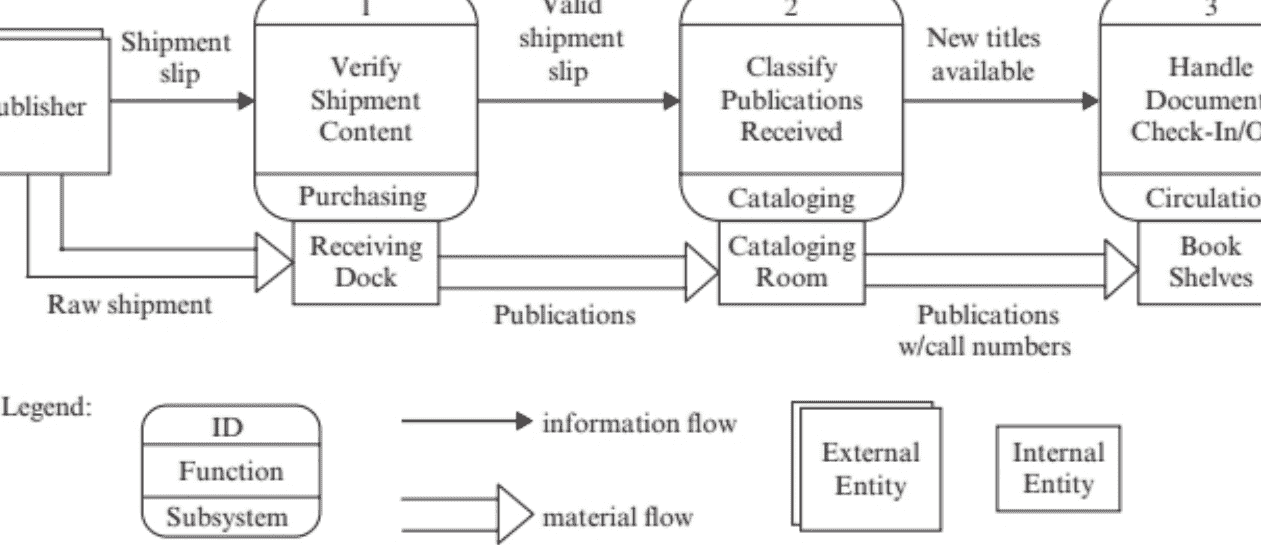 1
Valid
shipment
slip
2
3
Shipment
slip
Verify
Shipment
Content
Classify
Publications
Received
New titles
available
Handle
Purchasing
Cataloging
Receiving
Dock
Cataloging
Room
Book
Shelves
Raw shipment
Publications
Publications
w/call numbers
Legend:
ID
Function
Subsystem
information flow
material flow
External
Entity
Internal
Entity